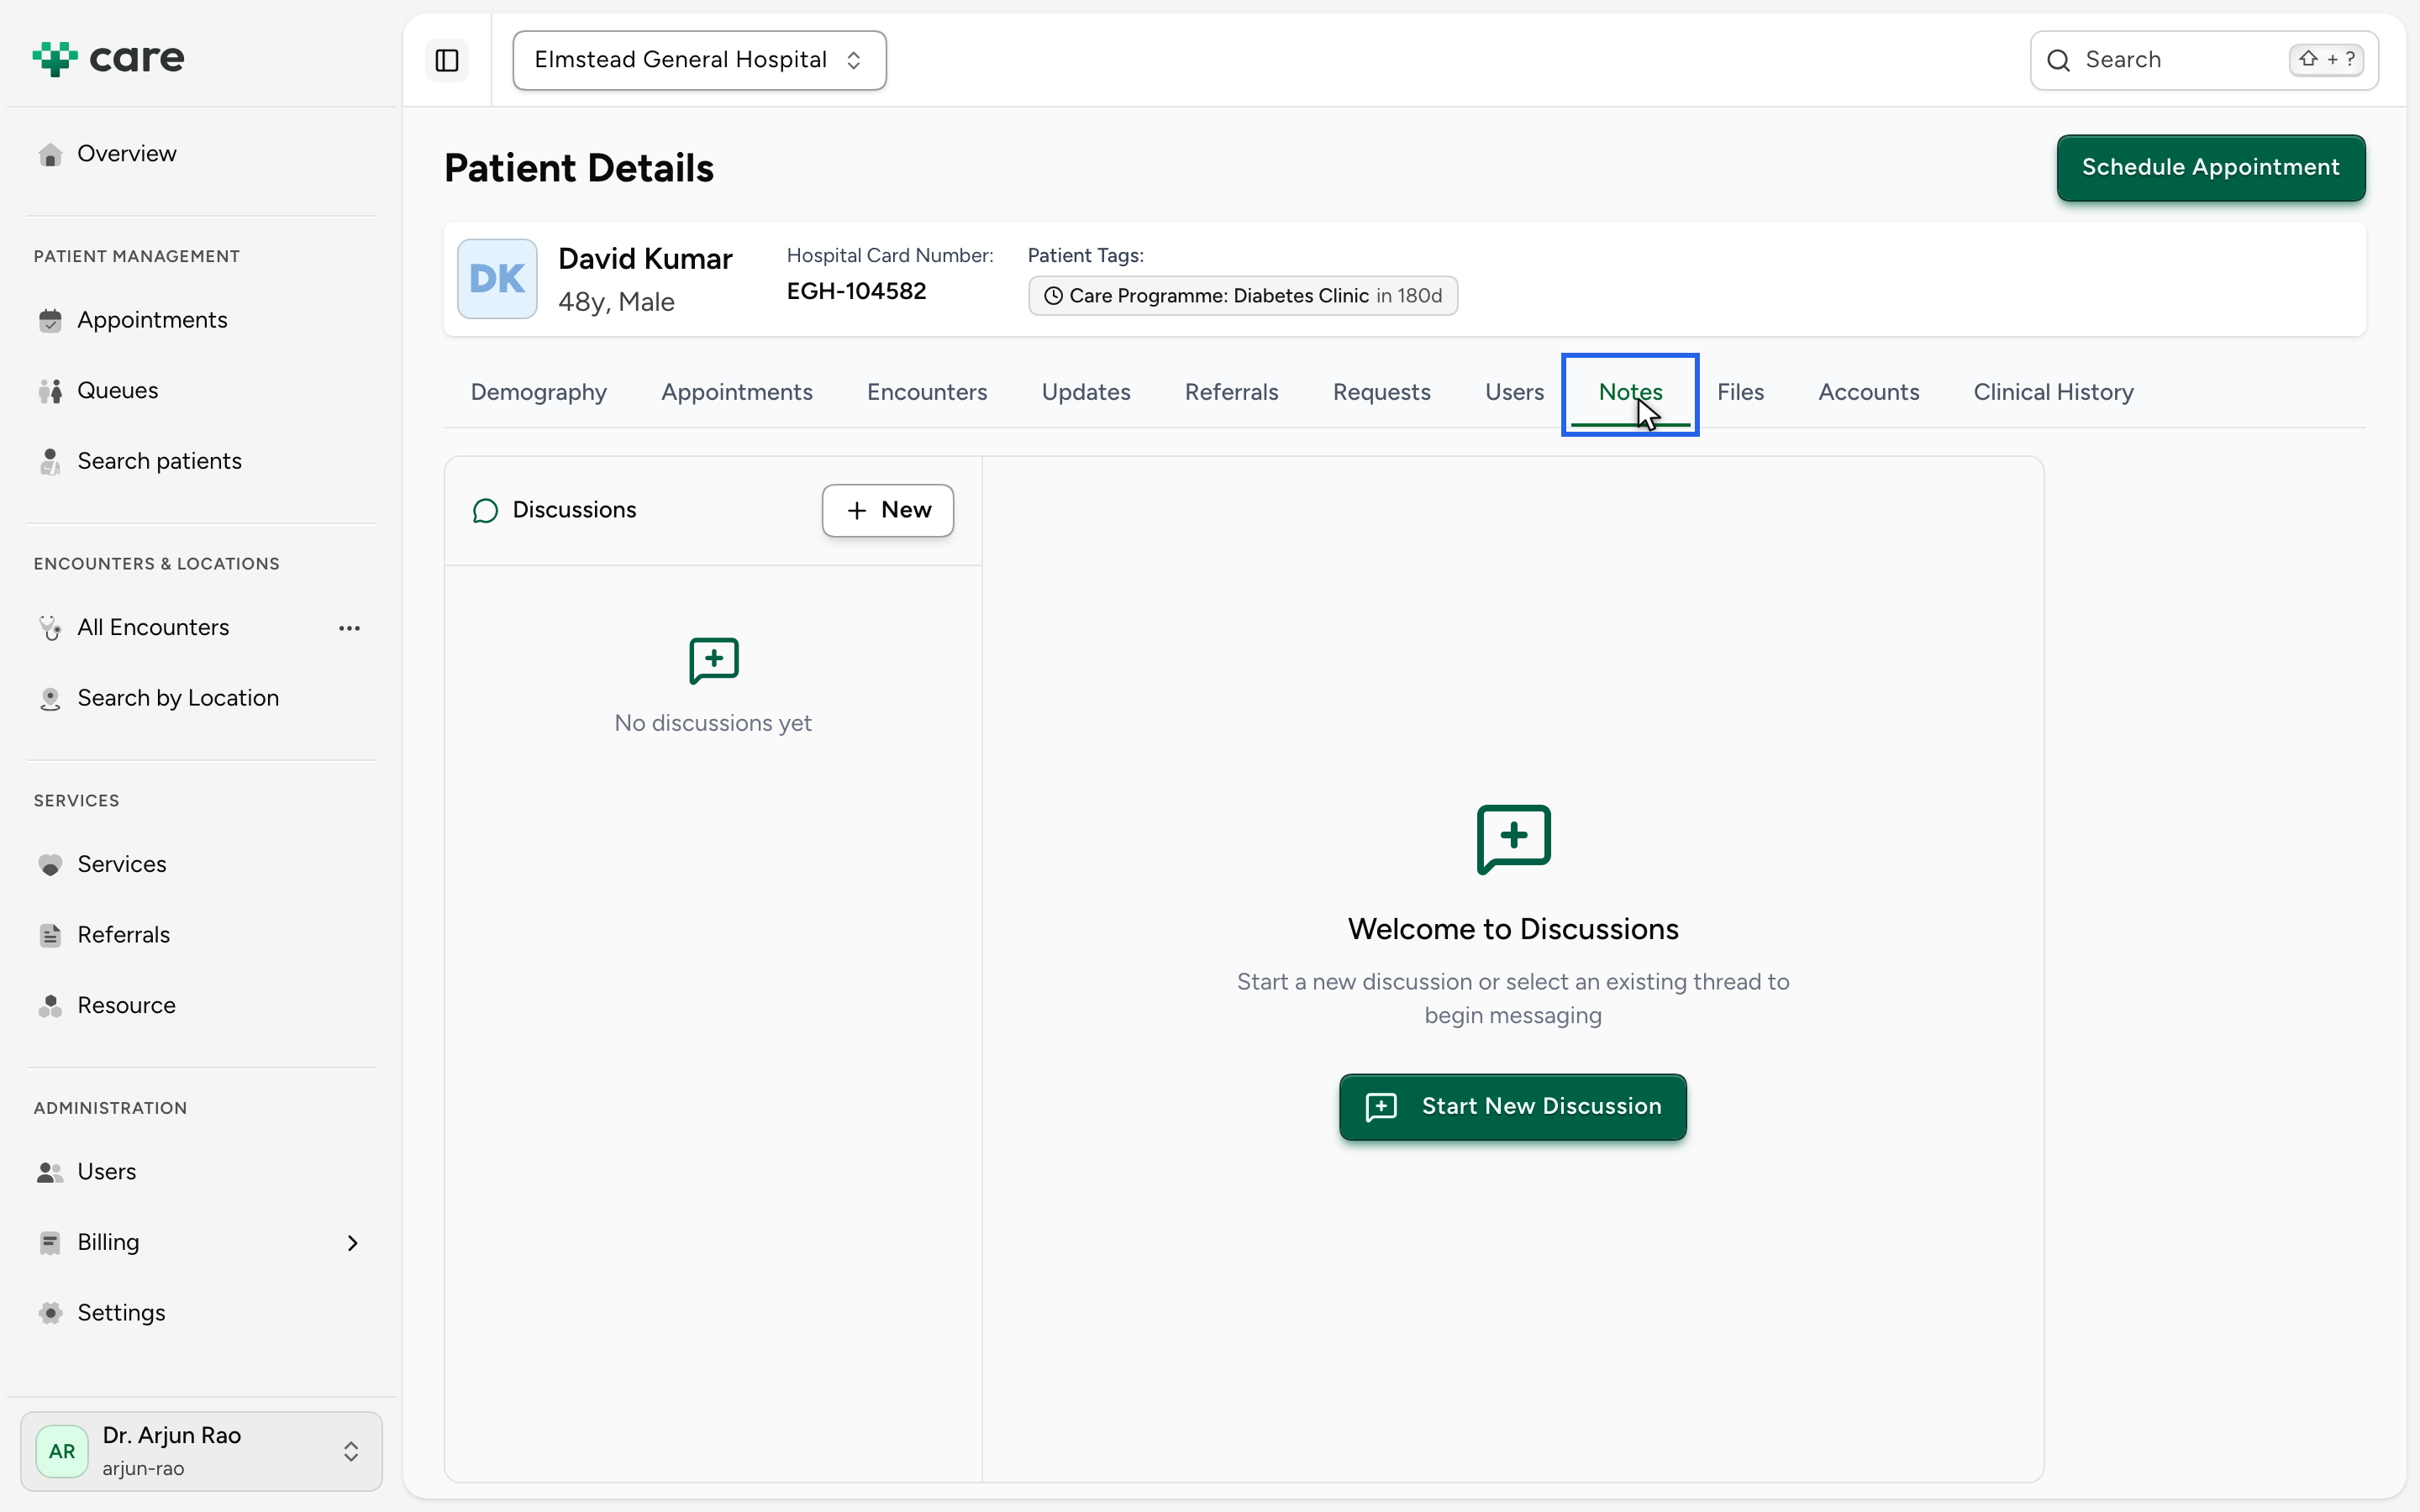 care
Elmstead General Hospital
Search
+ ?
Overview
PATIENT MANAGEMENT
Appointments
Queues
Search patients
ENCOUNTERS & LOCATIONS
All Encounters
Search by Location
SERVICES
Services
Referrals
Resource
ADMINISTRATION
Users
Billing
Settings
AR
Dr. Arjun Rao
arjun-rao
Patient Details
Schedule Appointment
DK
David Kumar
48y, Male
Hospital Card Number:
EGH-104582
Patient Tags:
Care Programme: Diabetes Clinic in 180d
Demography Appointments Encounters Updates Referrals Requests Users Notes Files Accounts Clinical History
Discussions
New
No discussions yet
Welcome to Discussions
Start a new discussion or select an existing thread to
begin messaging
Start New Discussion